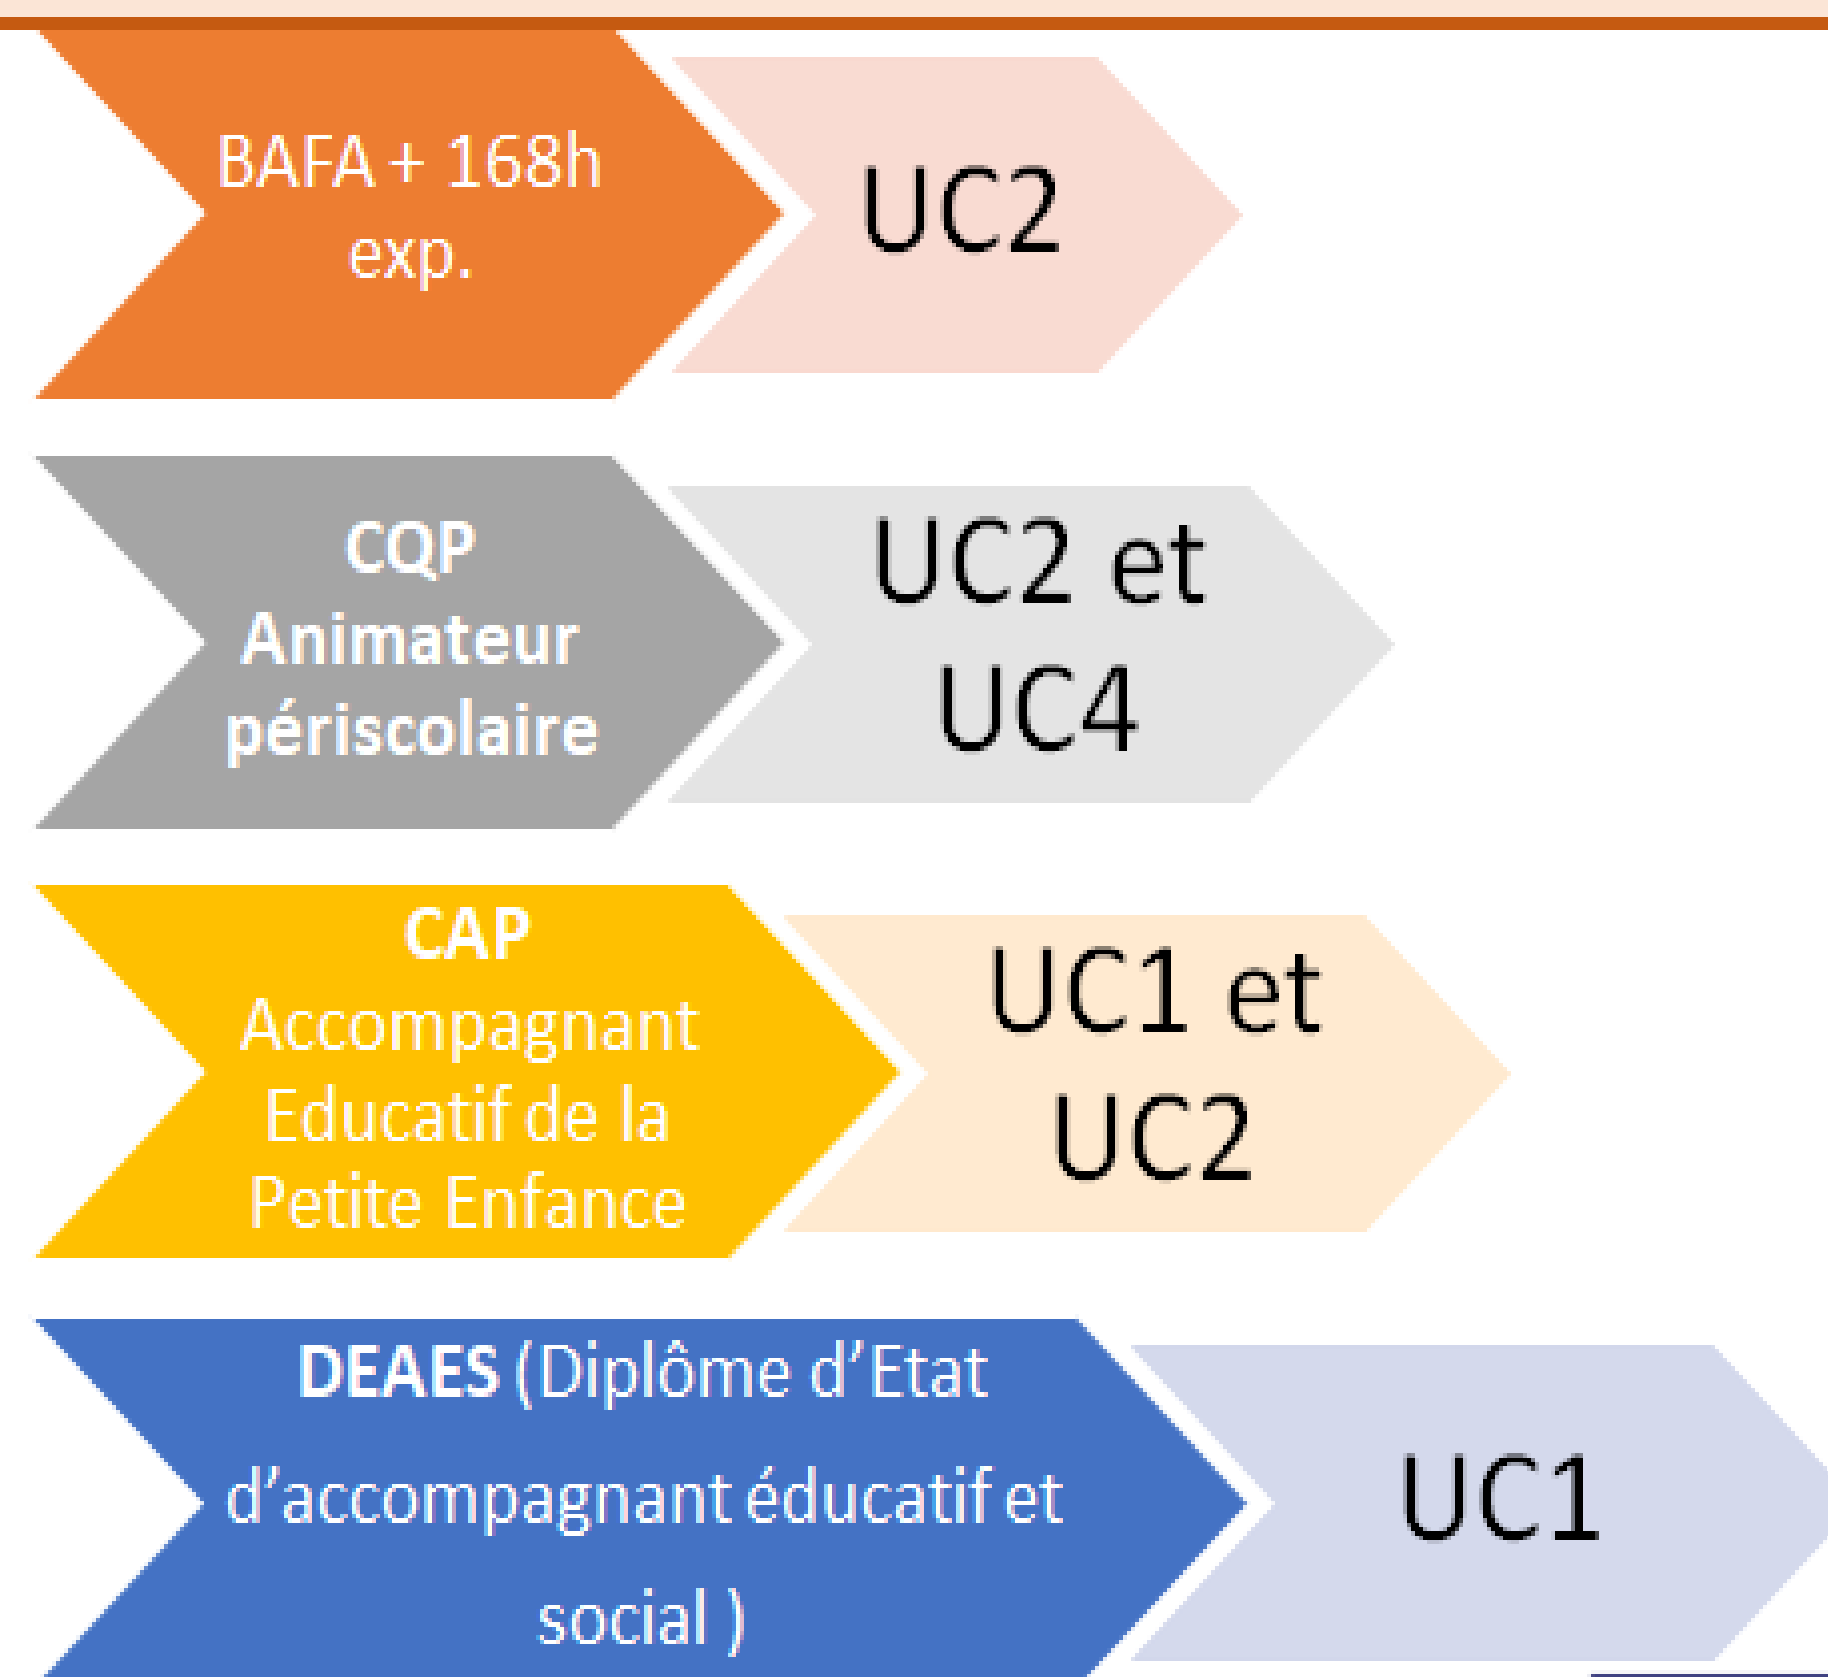 BAFA + 168h
exp.
UC2
CQP
Animateur
périscolaire
UC2 et
UC4
CAP
Accompagnant
Educatif de la
Petite Enfance
UC1 et
UC2
DEAES (Diplôme d’Etat
d’accompagnant éducatif et
social )
UC1